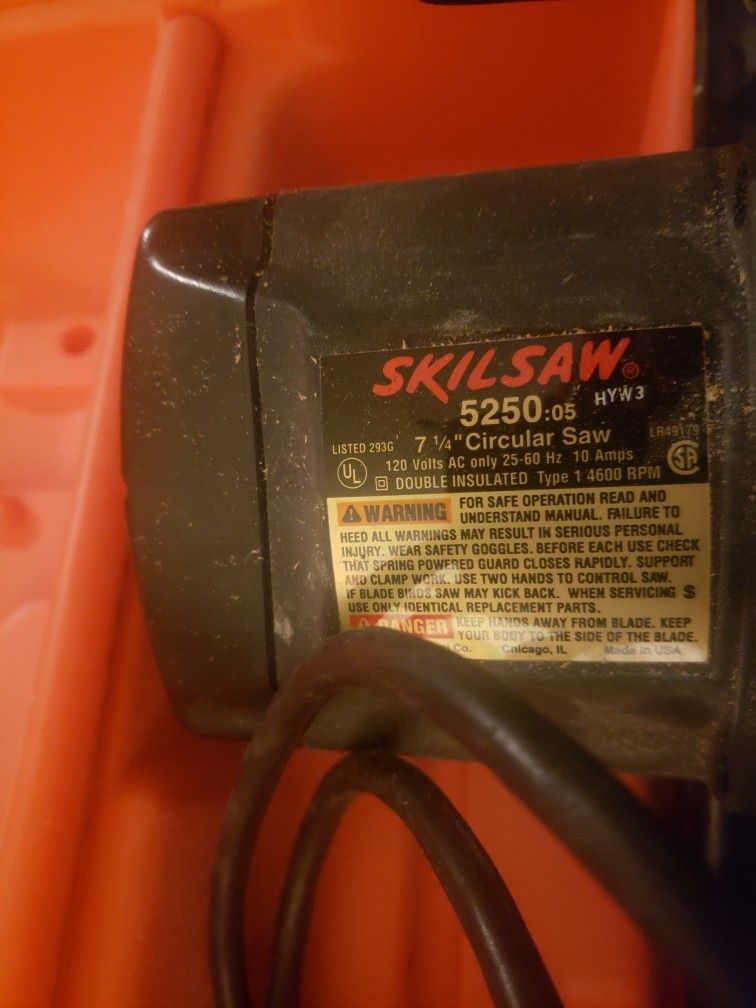 SKILSAW®
5250:05 HYW3
LISTED 293G 7 1/4" Circular Saw LR49179
UL 120 Volts AC only 25-60 Hz 10 Amps SP
DOUBLE INSULATED Type 1 4600 RPM
WARNING FOR SAFE OPERATION READ AND
UNDERSTAND MANUAL. FAILURE TO
HEED ALL WARNINGS MAY RESULT IN SERIOUS PERSONAL
INJURY. WEAR SAFETY GOGGLES. BEFORE EACH USE CHECK
THAT SPRING POWERED GUARD CLOSES RAPIDLY. SUPPORT
AND CLAMP WORK. USE TWO HANDS TO CONTROL SAW.
IF BLADE BINDS SAW MAY KICK BACK. WHEN SERVICING S
USE ONLY IDENTICAL REPLACEMENT PARTS.
DANGER KEEP HANDS AWAY FROM BLADE. KEEP
YOUR BODY TO THE SIDE OF THE BLADE.
Co. Chicago, IL Made in USA